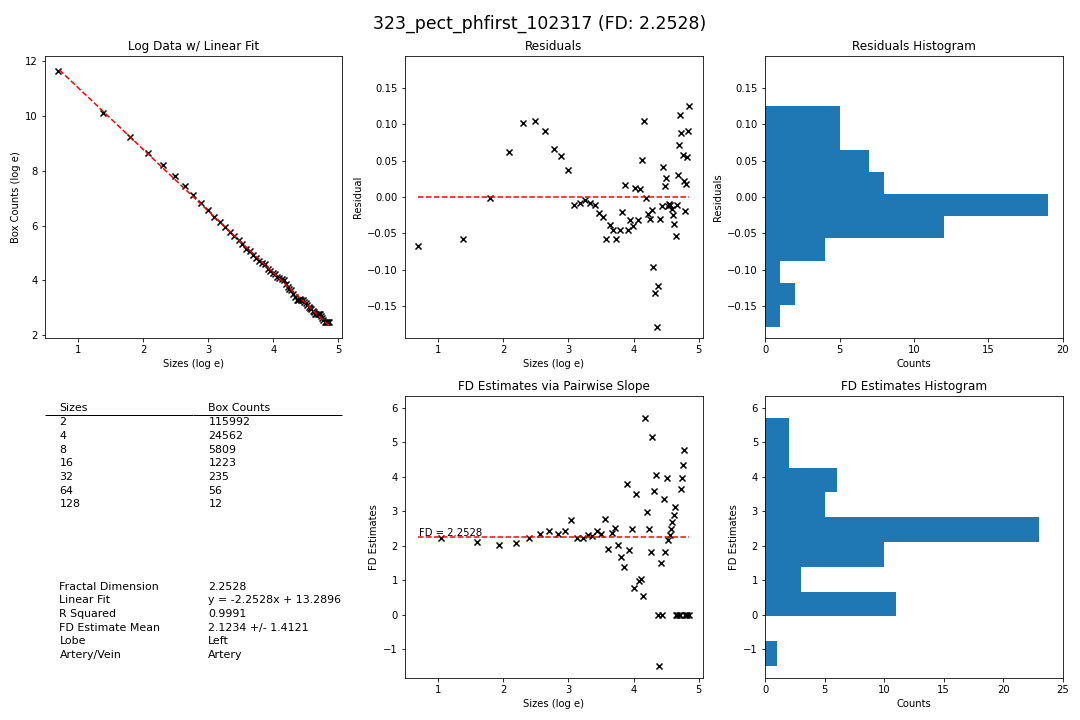 323_pect_phfirst_102317 (FD: 2.2528)
Log Data w/ Linear Fit
12
10
8
6
4
2
Box Counts (log e)
1 2 3 4 5
Sizes (log e)
Residuals
0.15
0.10
0.05
0.00
−0.05
−0.10
−0.15
Residual
1 2 3 4 5
Sizes (log e)
Residuals Histogram
0.15
0.10
0.05
0.00
−0.05
−0.10
−0.15
Residuals
0 5 10 15 20
Counts
Sizes Box Counts
2 115992
4 24562
8 5809
16 1223
32 235
64 56
128 12
Fractal Dimension 2.2528
Linear Fit y = -2.2528x + 13.2896
R Squared 0.9991
FD Estimate Mean 2.1234 +/- 1.4121
Lobe Left
Artery/Vein Artery
FD Estimates via Pairwise Slope
6
5
4
3
2
1
0
−1
FD Estimates
FD = 2.2528
1 2 3 4 5
Sizes (log e)
FD Estimates Histogram
6
5
4
3
2
1
0
−1
FD Estimates
0 5 10 15 20 25
Counts